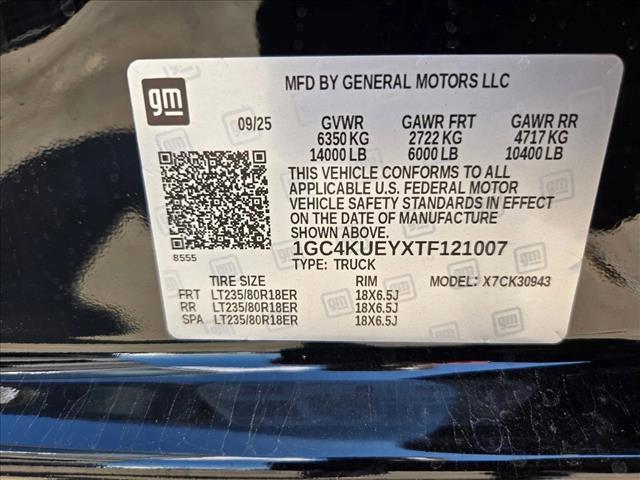 gm
MFD BY GENERAL MOTORS LLC
09/25 GVWR GAWR FRT GAWR RR
6350 KG 2722 KG 4717 KG
14000 LB 6000 LB 10400 LB
THIS VEHICLE CONFORMS TO ALL
APPLICABLE U.S. FEDERAL MOTOR
VEHICLE SAFETY STANDARDS IN EFFECT
ON THE DATE OF MANUFACTURE
SHOWN ABOVE.
1GC4KUEYXTF121007
8555
TYPE: TRUCK MODEL: X7CK30943
TIRE SIZE RIM
FRT LT235/80R18ER 18X6.5J
RR LT235/80R18ER 18X6.5J
SPA LT235/80R18ER 18X6.5J